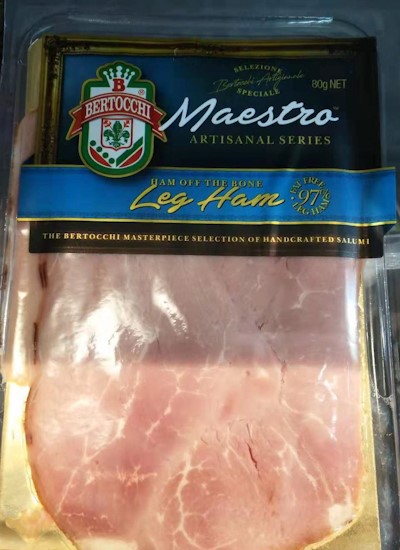 SELEZIONE
Bertocchi Artigianale
SPECIALE
80g NET
B
BERTOCCHI
Maestro
ARTISANAL SERIES
HAM OFF THE BONE
Leg Ham
FAT FREE
97%
LEG HAM
THE BERTOCCHI MASTERPIECE SELECTION OF HANDCRAFTED SALUMI